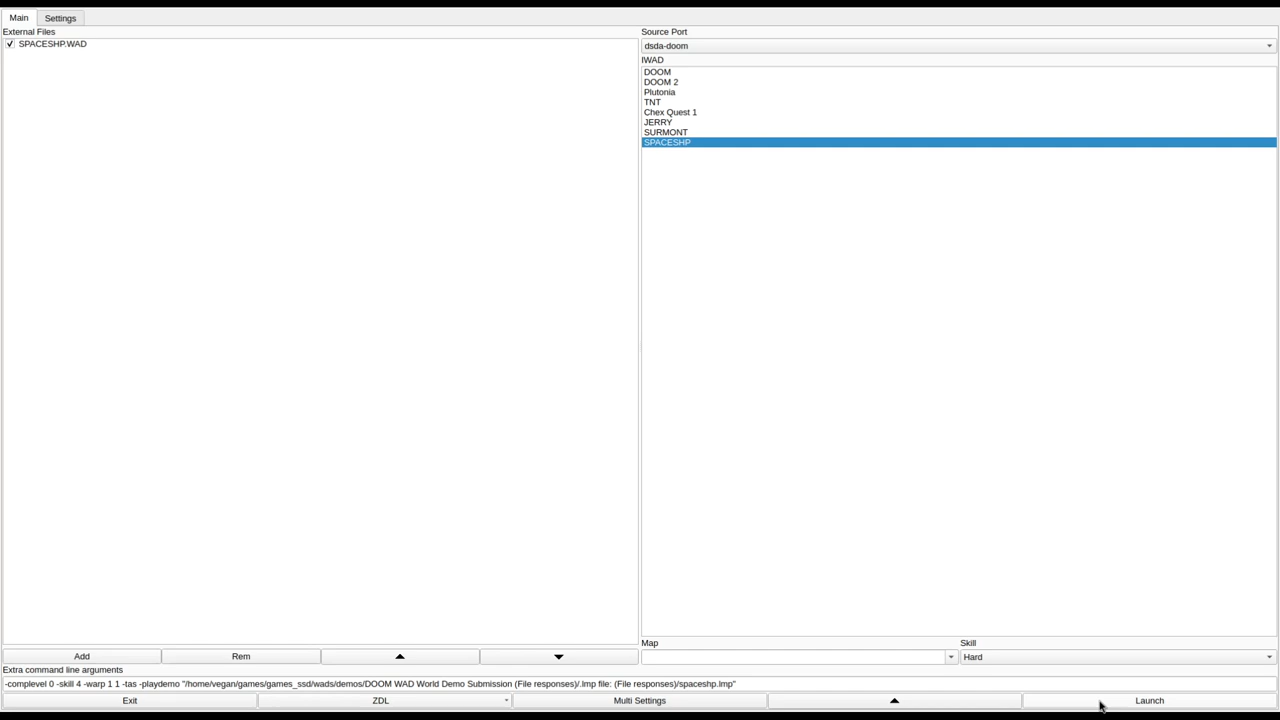 Main Settings
External Files
SPACESHP.WAD
Source Port
dsda-doom
IWAD
DOOM
DOOM 2
Plutonia
TNT
Chex Quest 1
JERRY
SURMONT
SPACESHP
Map
Skill
Hard
Add
Rem
Extra command line arguments
-complevel 0 -skill 4 -warp 1 1 -tas -playdemo "/home/vegan/games/games_ssd/wads/demos/DOOM WAD World Demo Submission (File responses)/.lmp file: (File responses)/spaceshp.lmp"
Exit
ZDL
Multi Settings
Launch